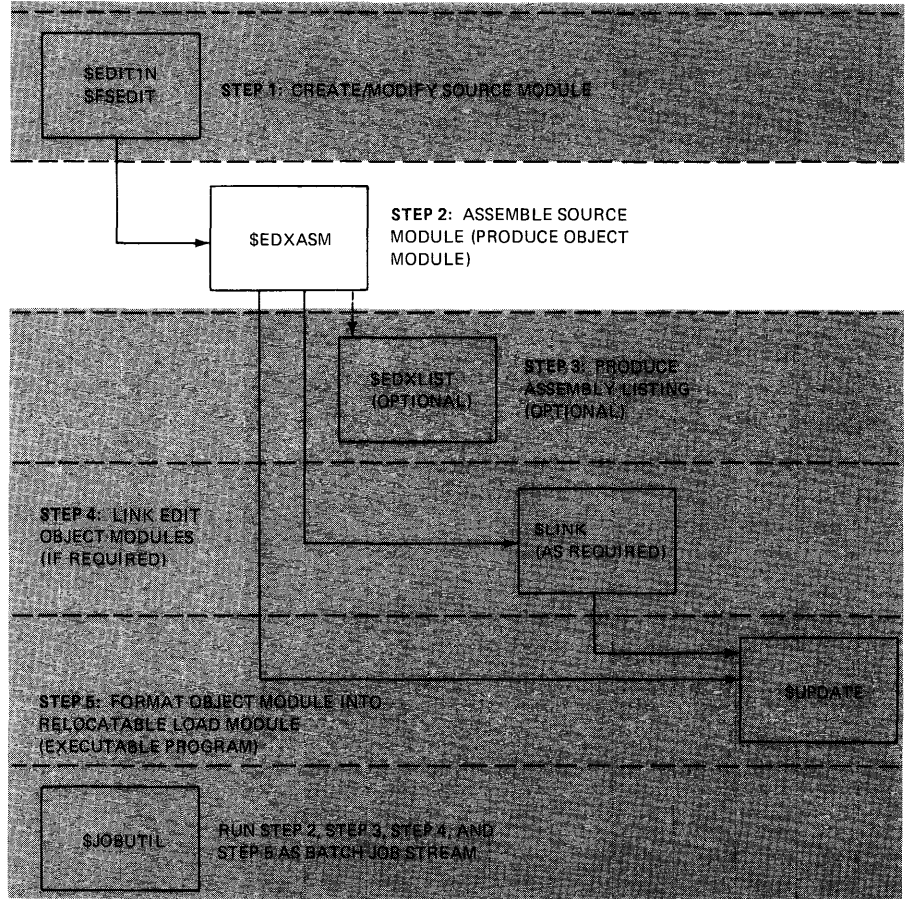 $EDIT1N
$FSEDIT
STEP 1: CREATE/MODIFY SOURCE MODULE
$EDXASM
STEP 2: ASSEMBLE SOURCE
MODULE (PRODUCE OBJECT
MODULE)
$EDXLIST
(OPTIONAL)
STEP 3: PRODUCE
ASSEMBLY LISTING
(OPTIONAL)
STEP 4: LINK EDIT
OBJECT MODULES
(IF REQUIRED)
$LINK
(AS REQUIRED)
$UPDATE
STEP 5: FORMAT OBJECT MODULE INTO
RELOCATABLE LOAD MODULE
(EXECUTABLE PROGRAM)
$JOBUTIL
RUN STEP 2, STEP 3, STEP 4, AND
STEP 5 AS BATCH JOB STREAM